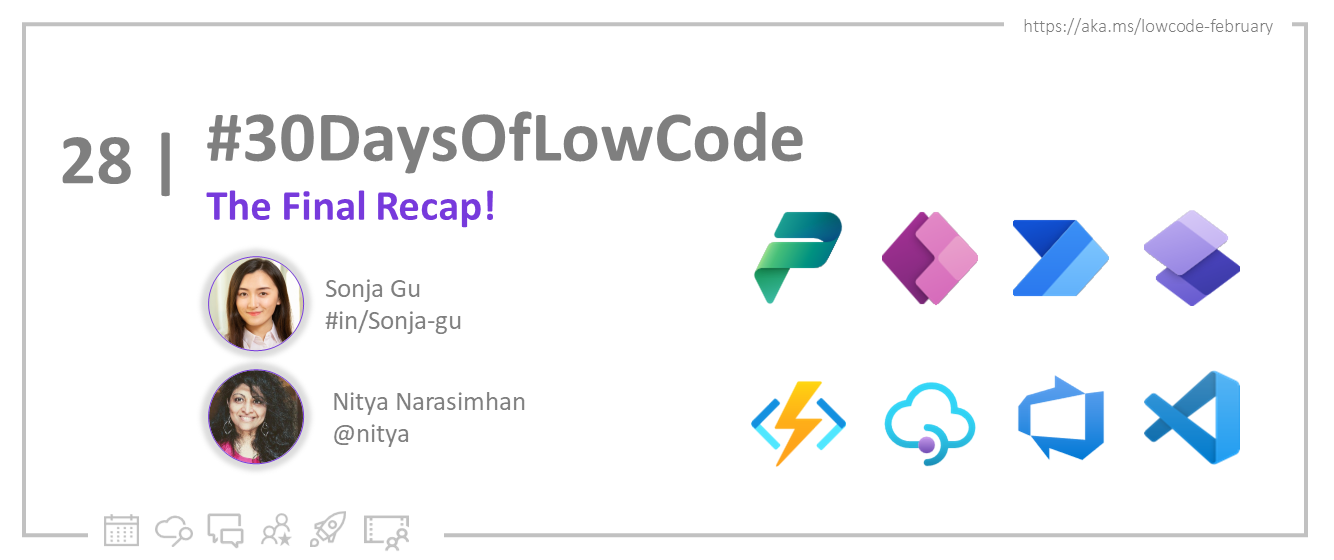 https://aka.ms/lowcode-february
28 |
#30DaysOfLowCode
The Final Recap!
Sonja Gu
#in/Sonja-gu
Nitya Narasimhan
@nitya